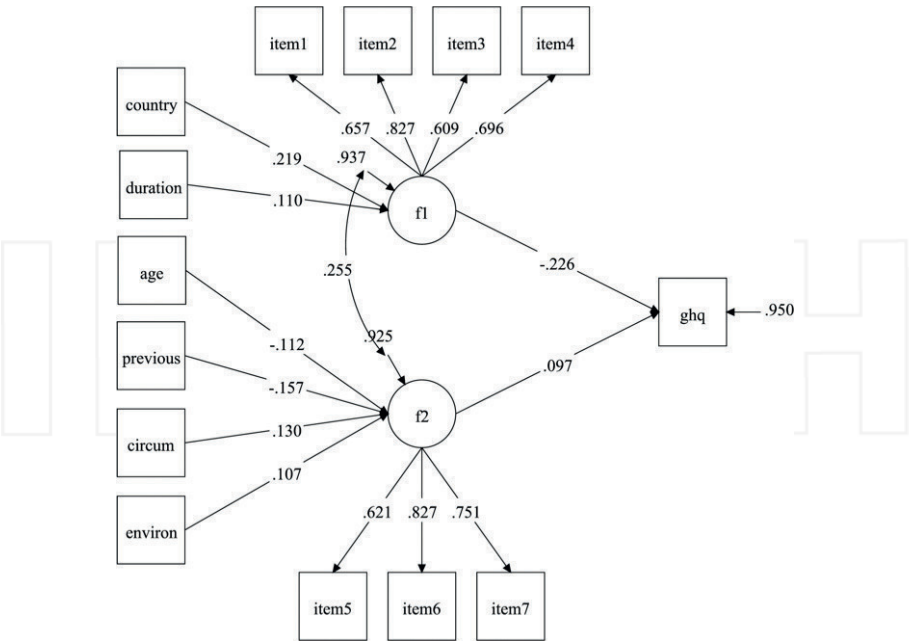 item1 item2 item3 item4
country
.657 .827 .609 .696
.219 .937
duration
.110
f1
age
.255
-.226
ghq
.950
-.112
.925
previous
-.157
.097
f2
circum
.130
.107
environ
.621 .827 .751
item5 item6 item7